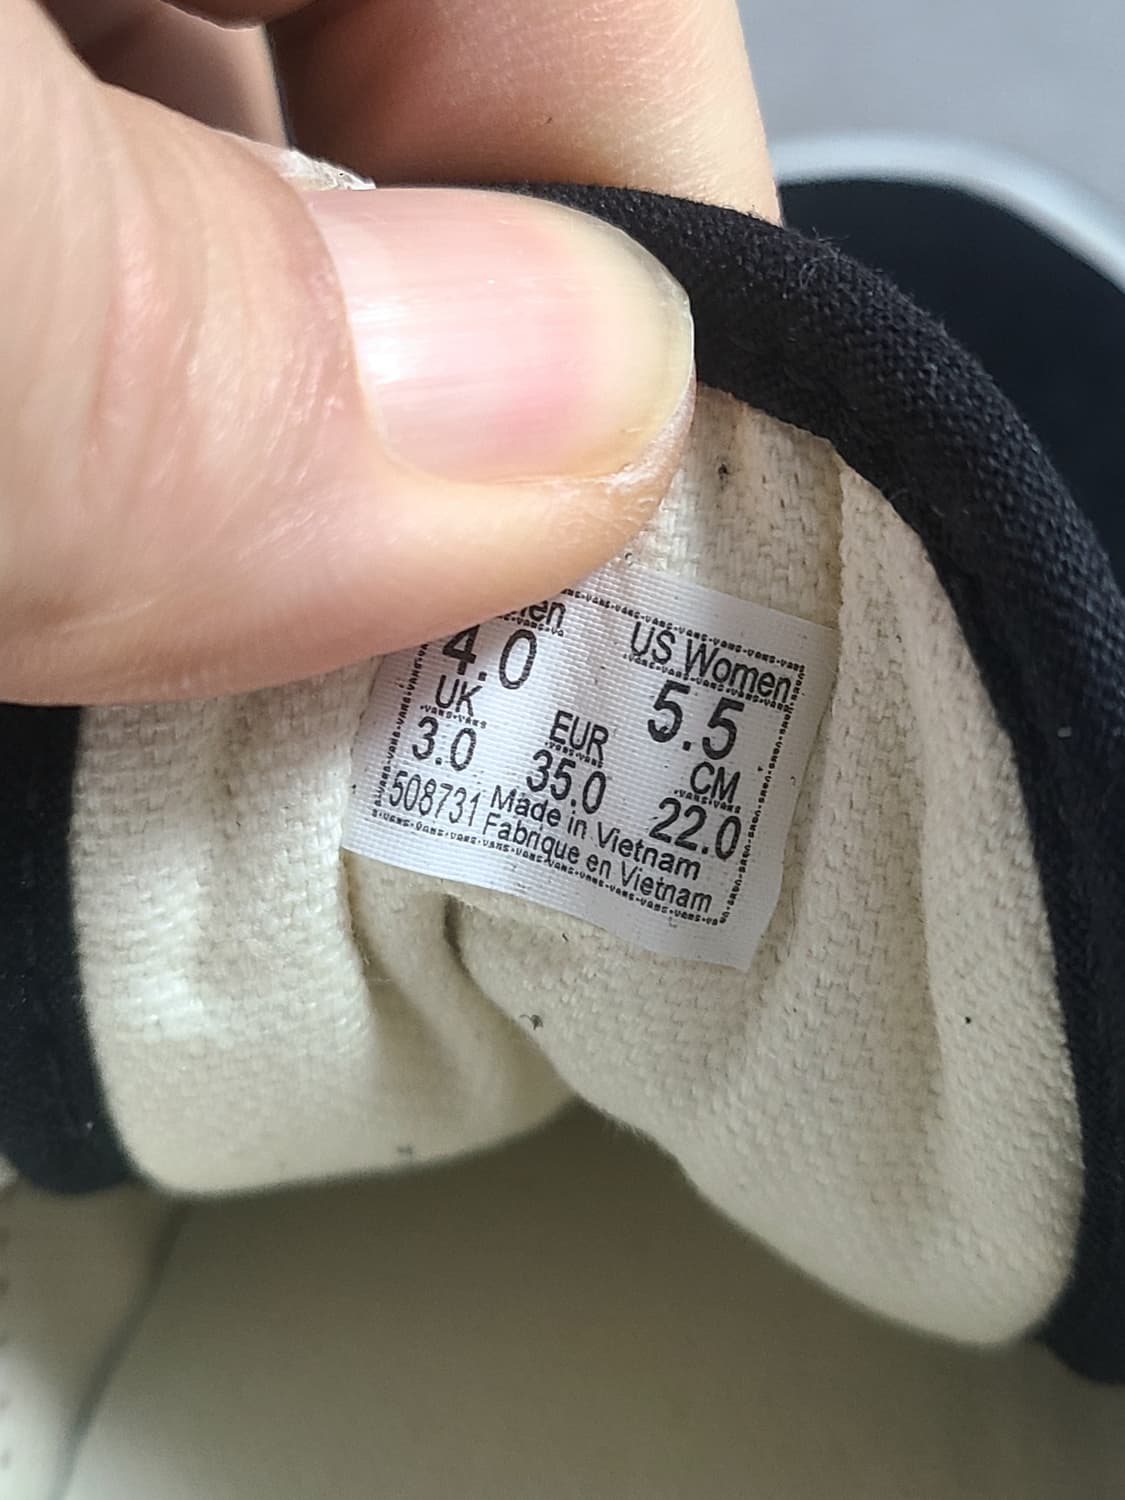 US Women
4.0 5.5
UK EUR CM
3.0 35.0 22.0
508731 Made in Vietnam
Fabrique en Vietnam